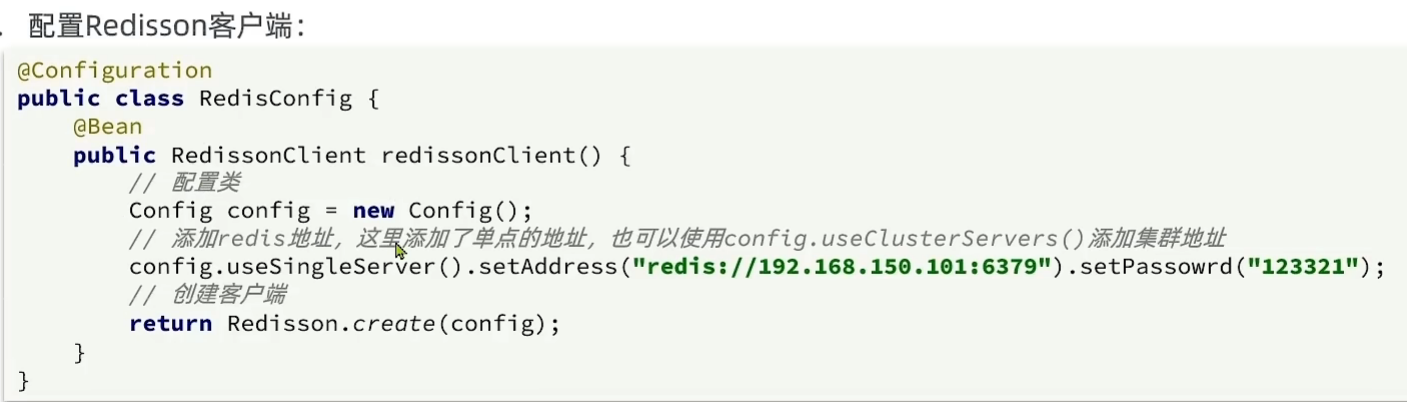 . 配置Redisson客户端：
@Configuration
public class RedisConfig {
    @Bean
    public RedissonClient redissonClient() {
        // 配置类
        Config config = new Config();
        // 添加redis地址，这里添加了单点的地址，也可以使用config.useClusterServers()添加集群地址
        config.useSingleServer().setAddress("redis://192.168.150.101:6379").setPassowrd("123321");
        // 创建客户端
        return Redisson.create(config);
    }
}